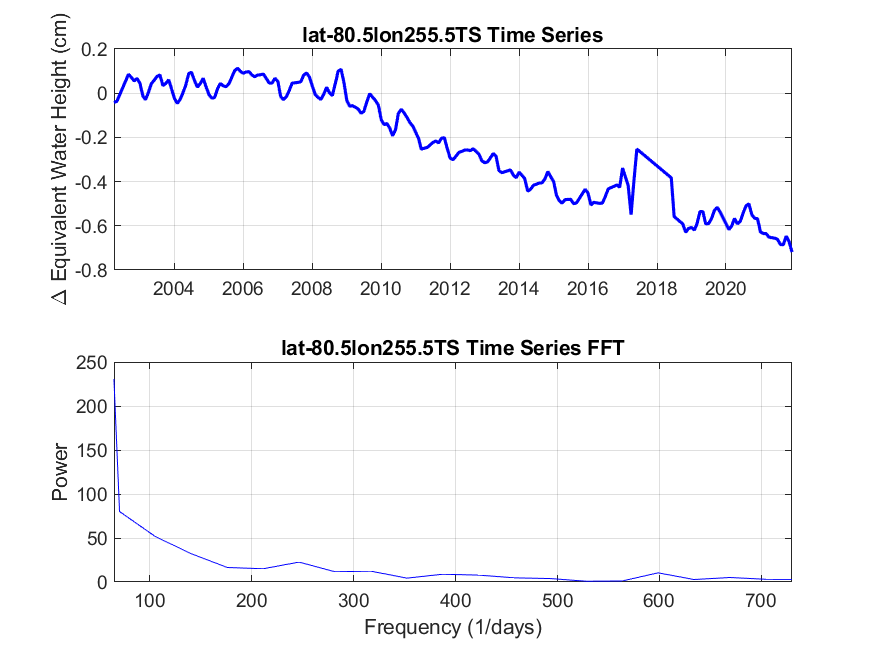 lat-80.5lon255.5TS Time Series
Δ Equivalent Water Height (cm)
0.2
0
-0.2
-0.4
-0.6
-0.8
2004 2006 2008 2010 2012 2014 2016 2018 2020
lat-80.5lon255.5TS Time Series FFT
Power
250
200
150
100
50
0
100 200 300 400 500 600 700
Frequency (1/days)